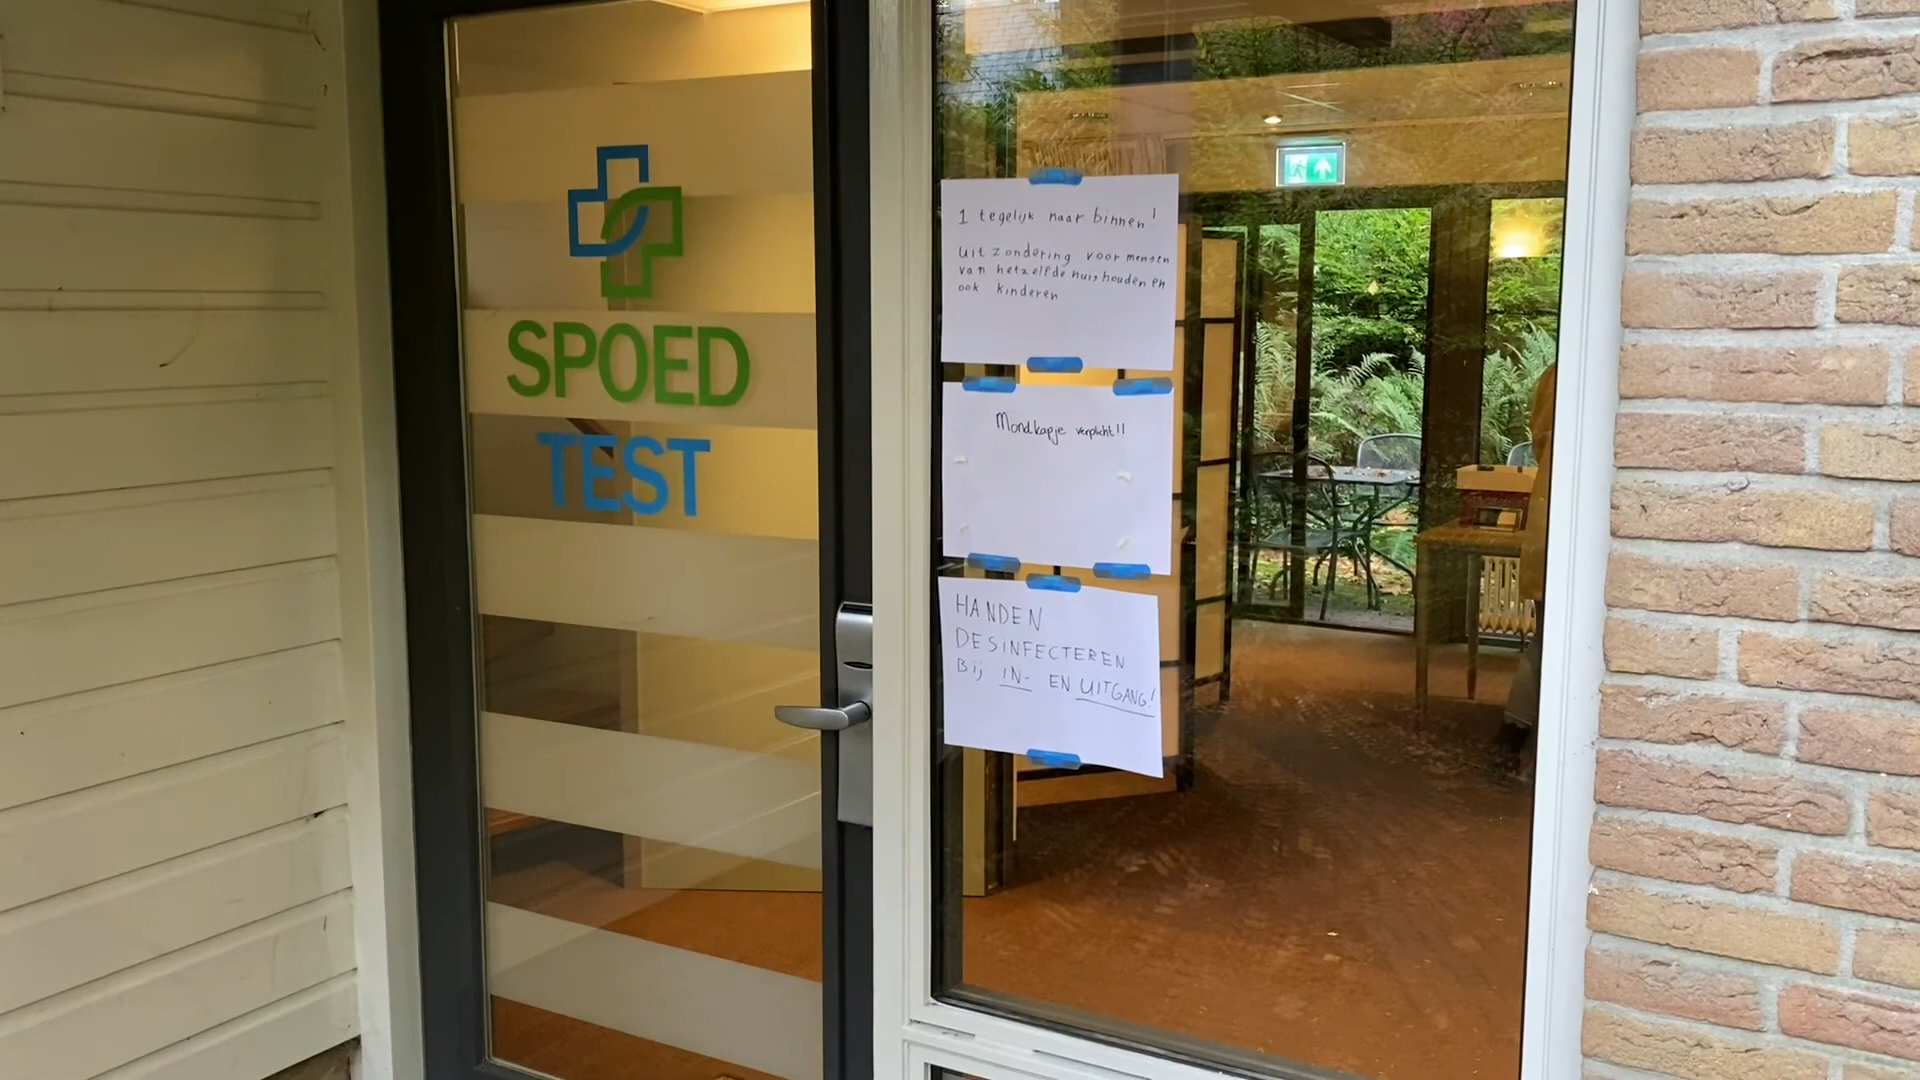 SPOED
TEST
1 tegelijk naar binnen!
Uitzondering voor mensen
van hetzelfde huishouden en
ook kinderen
Mondkapje verplicht!!
HANDEN
DESINFECTEREN
Bij IN- EN UITGANG!